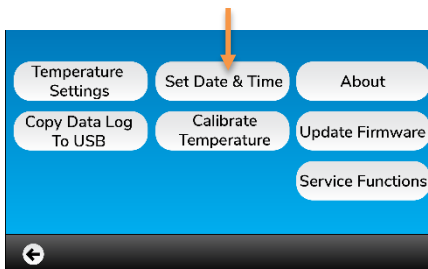 Temperature
Settings
Set Date & Time
About
Copy Data Log
To USB
Calibrate
Temperature
Update Firmware
Service Functions